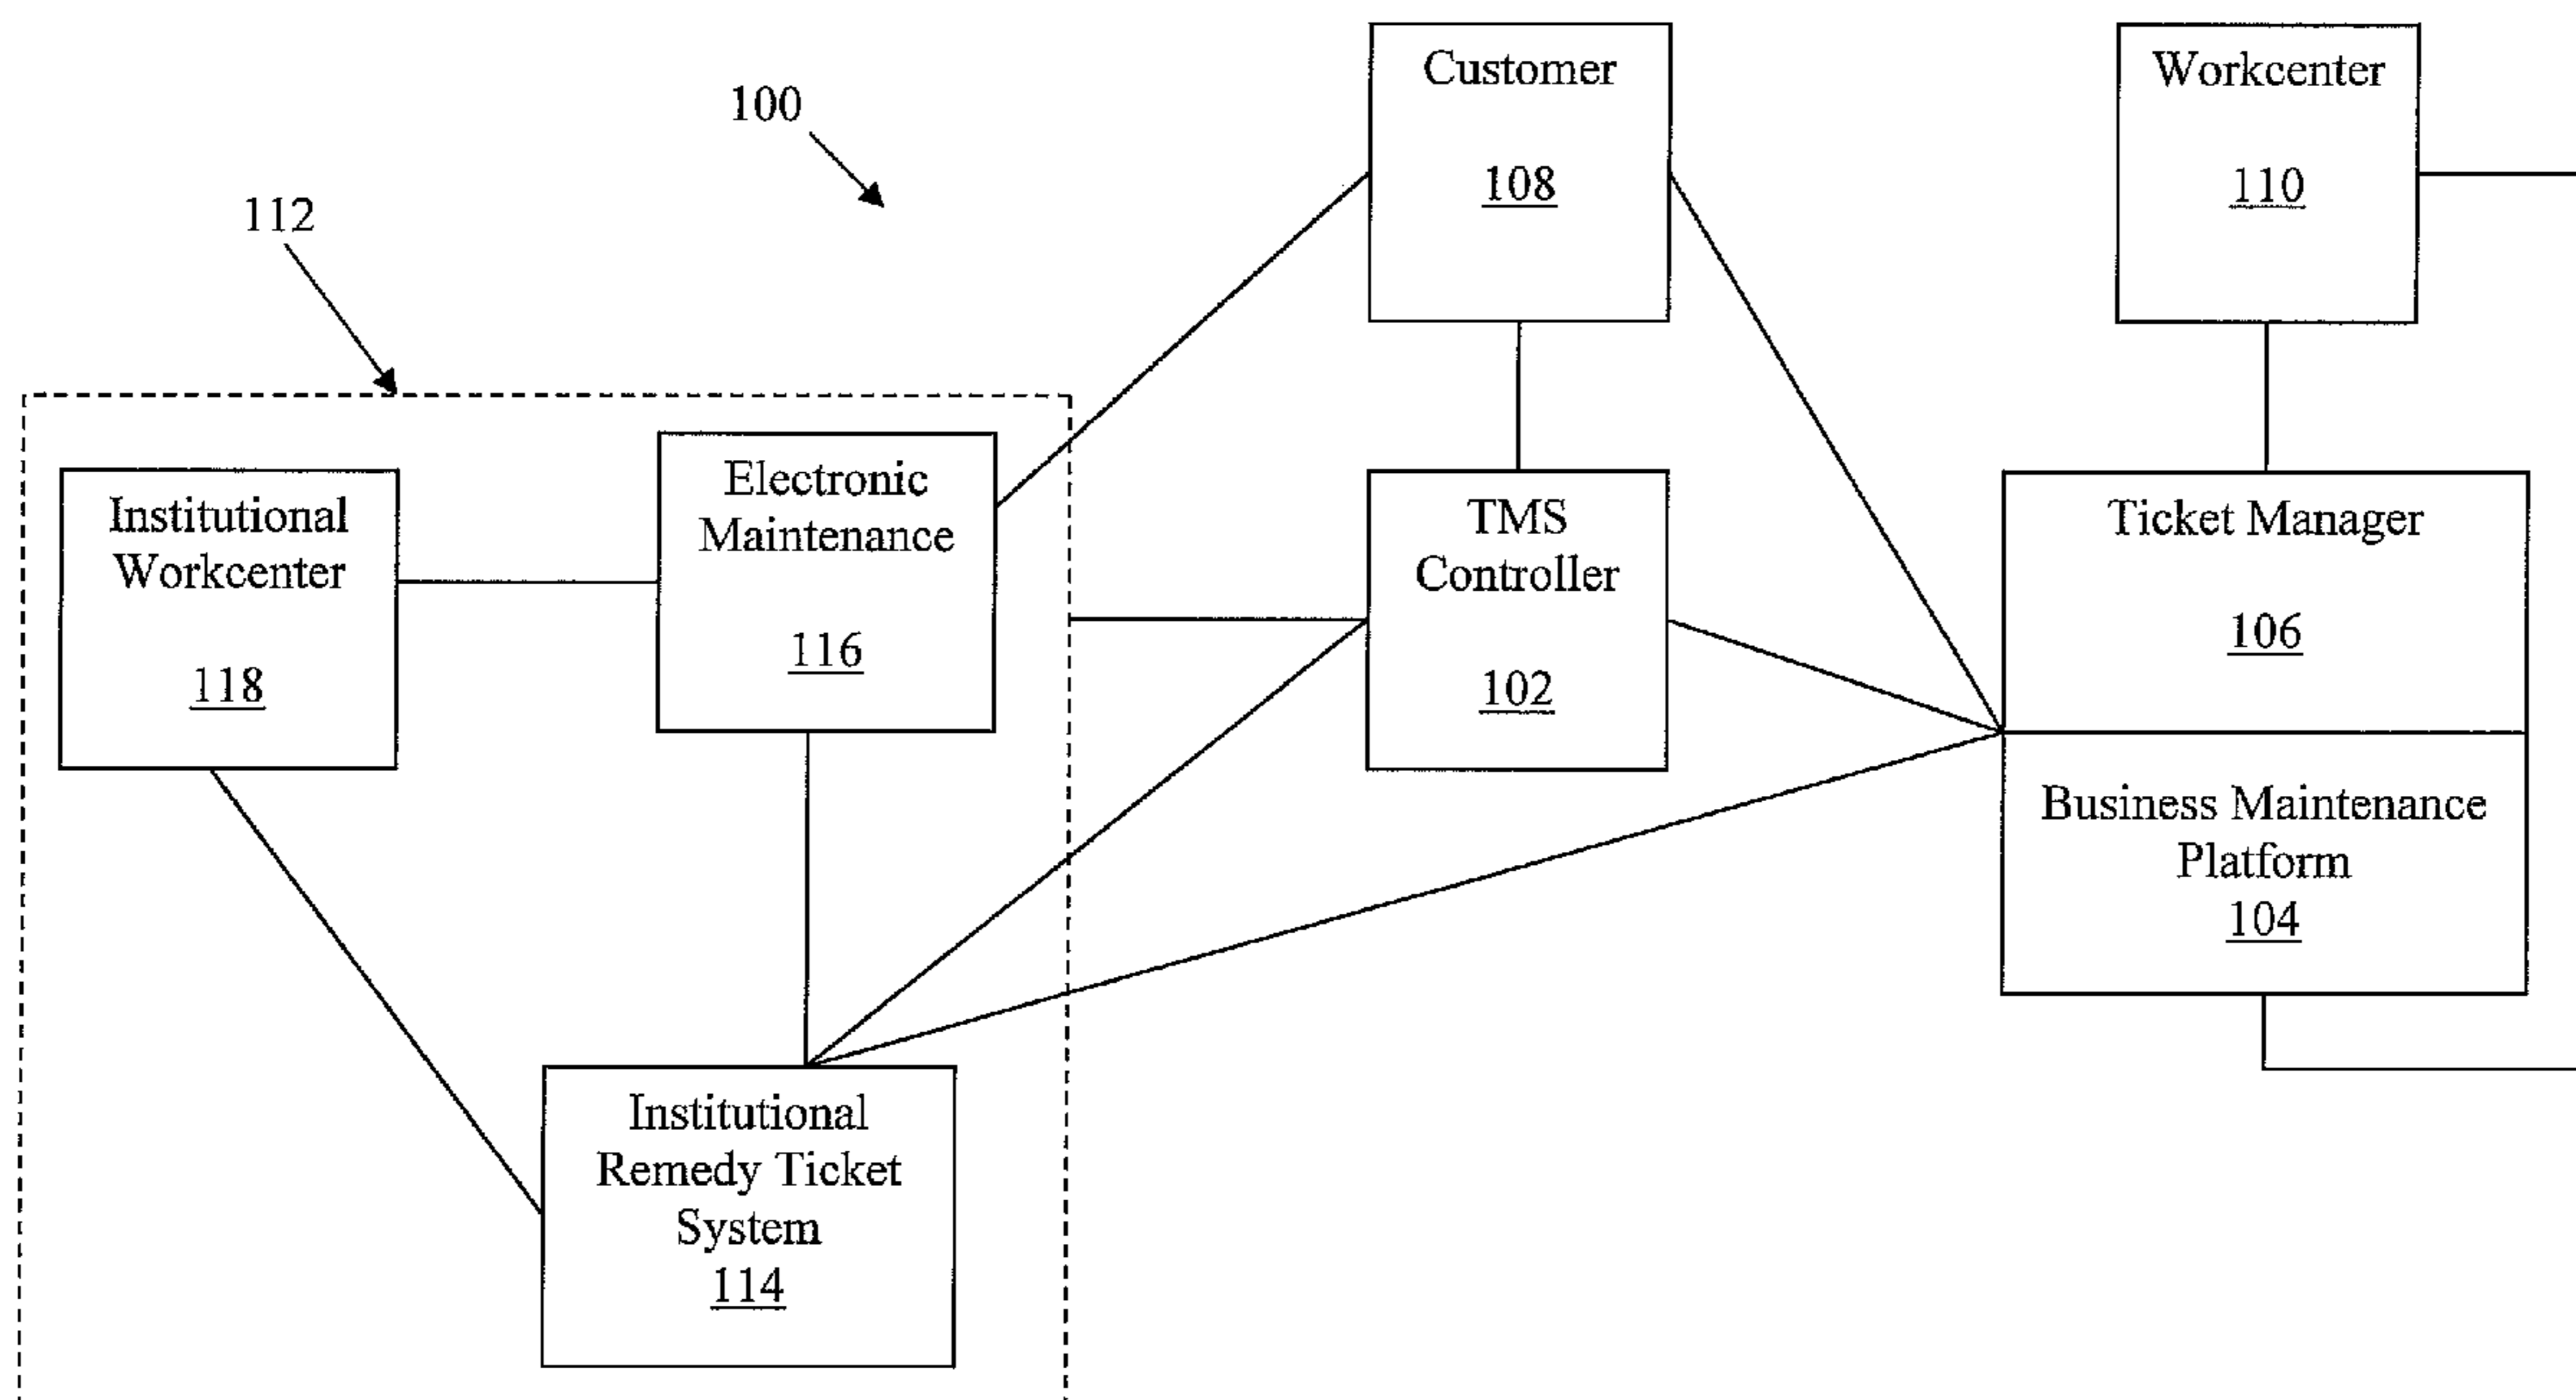 100
112
Customer
108
Workcenter
110
Institutional
Workcenter
118
Electronic
Maintenance
116
TMS
Controller
102
Ticket Manager
106
Business Maintenance
Platform
104
Institutional
Remedy Ticket
System
114